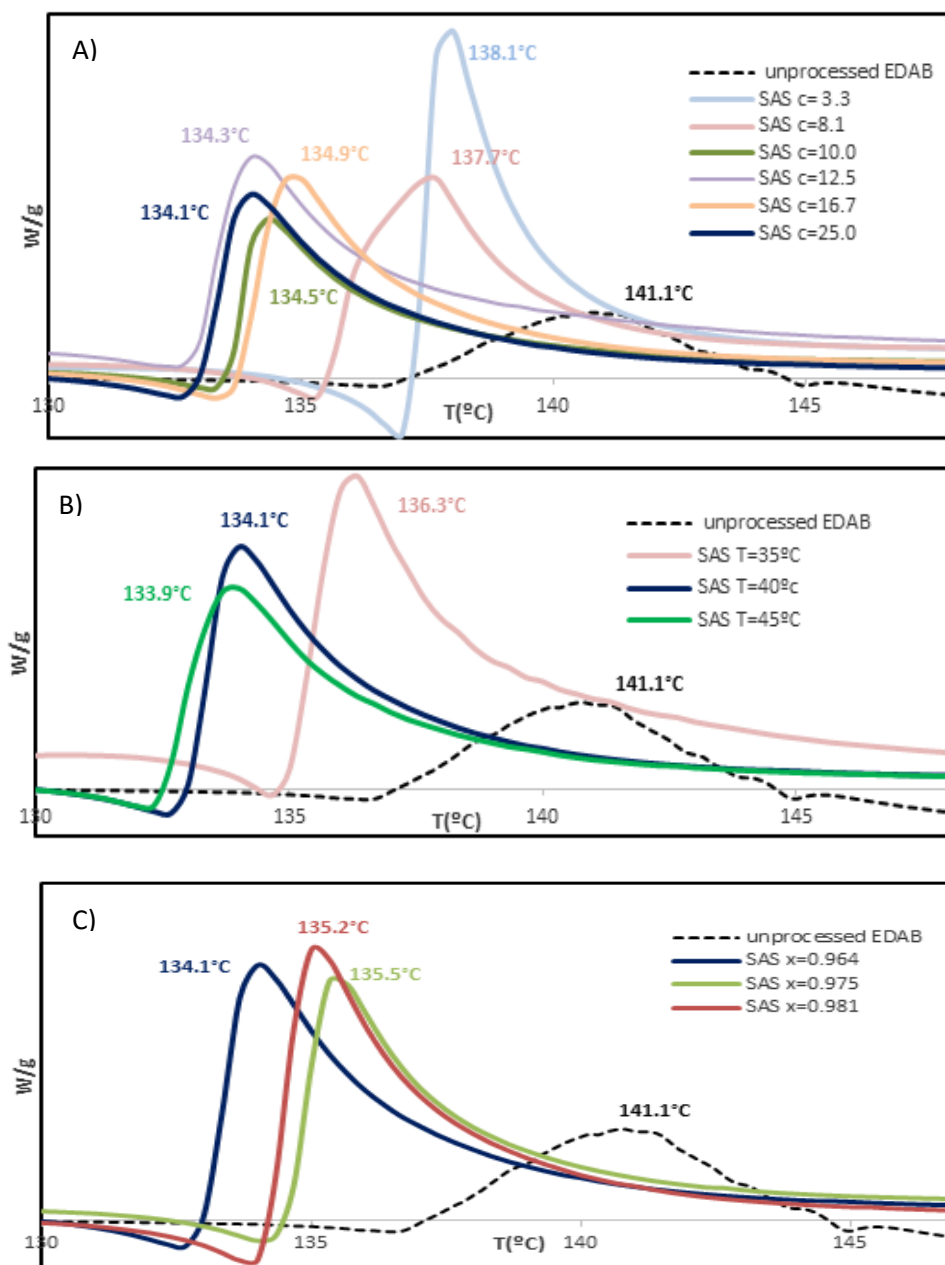 A)
138.1°C
unprocessed EDAB
SAS c= 3.3
SAS c=8.1
SAS c=10.0
SAS c=12.5
SAS c=16.7
SAS c=25.0
134.3°C
134.9°C
137.7°C
134.1°C
134.5°C
141.1°C
W/g
130
135
T(ºC)
140
145
B)
136.3°C
134.1°C
133.9°C
unprocessed EDAB
SAS T=35ºC
SAS T=40ºc
SAS T=45ºC
141.1°C
W/g
130
135
T(ºC)
140
145
C)
135.2°C
134.1°C
135.5°C
unprocessed EDAB
SAS x=0.964
SAS x=0.975
SAS x=0.981
141.1°C
W/g
130
135
T(ºC)
140
145